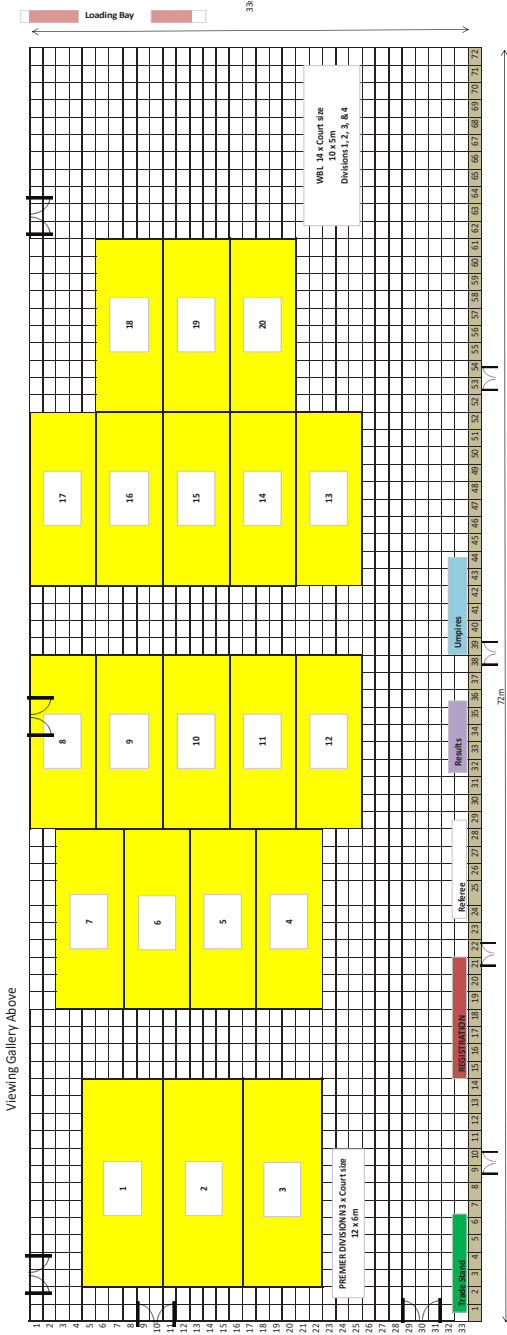 Loading Bay
33
Viewing Gallery Above
WBL 14 x Court size
10 x 5m
Divisions 1, 2, 3, & 4
18
19
20
17
16
15
14
13
8
9
10
11
12
7
6
5
4
1
2
3
PREMIER DIVISION 3 x Court size
12 x 6m
Umpires
Results
Referee
REGISTRATION
Trade Stand
1 2 3 4 5 6 7 8 9 10 11 12 13 14 15 16 17 18 19 20 21 22 23 24 25 26 27 28 29 30 31 32 33
1 2 3 4 5 6 7 8 9 10 11 12 13 14 15 16 17 18 19 20 21 22 23 24 25 26 27 28 29 30 31 32 33 34 35 36 37 38 39 40 41 42 43 44 45 46 47 48 49 50 51 52 53 54 55 56 57 58 59 60 61 62 63 64 65 66 67 68 69 70 71 72
72m